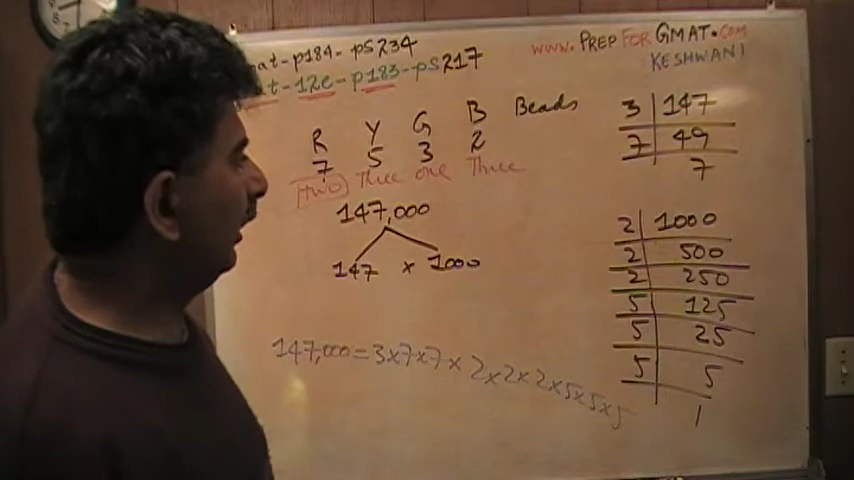 mat-p184-ps234
www.PREPFORGMAT.com
at-12e-p183-ps217
KESHWANI
R Y G B Beads
7 5 3 2
two Three one Three
147,000
147 x 1000
147,000=3x7x7x2x2x2x5x5x5
3 147
7 49
7
2 1000
2 500
2 250
5 125
5 25
5 5
1